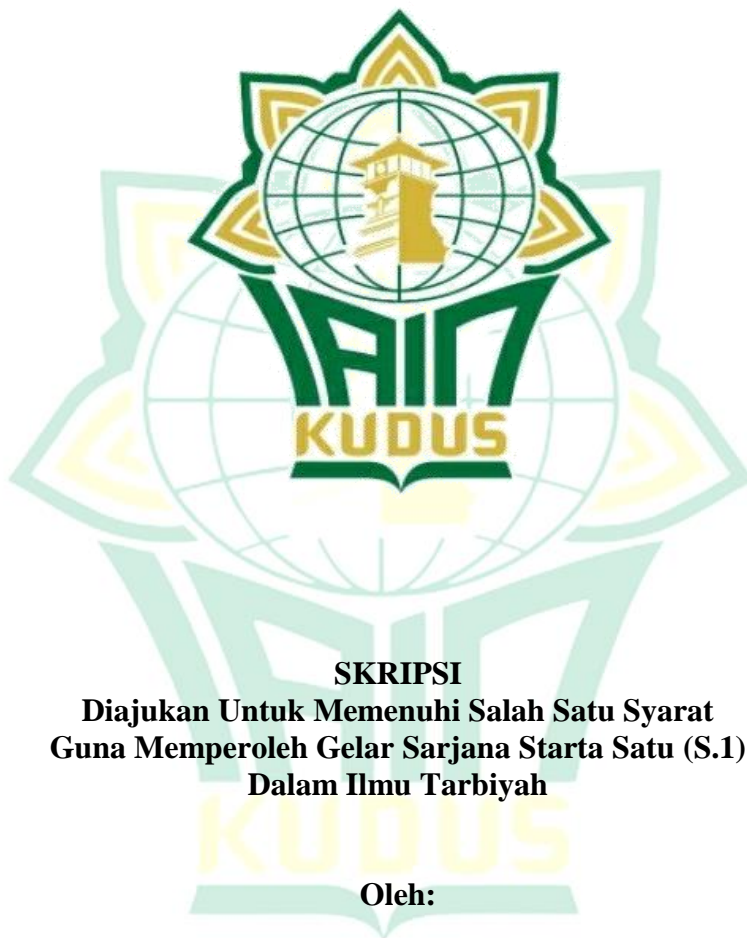 IAIN
KUDUS
SKRIPSI
Diajukan Untuk Memenuhi Salah Satu Syarat
Guna Memperoleh Gelar Sarjana Starta Satu (S.1)
Dalam Ilmu Tarbiyah
Oleh: